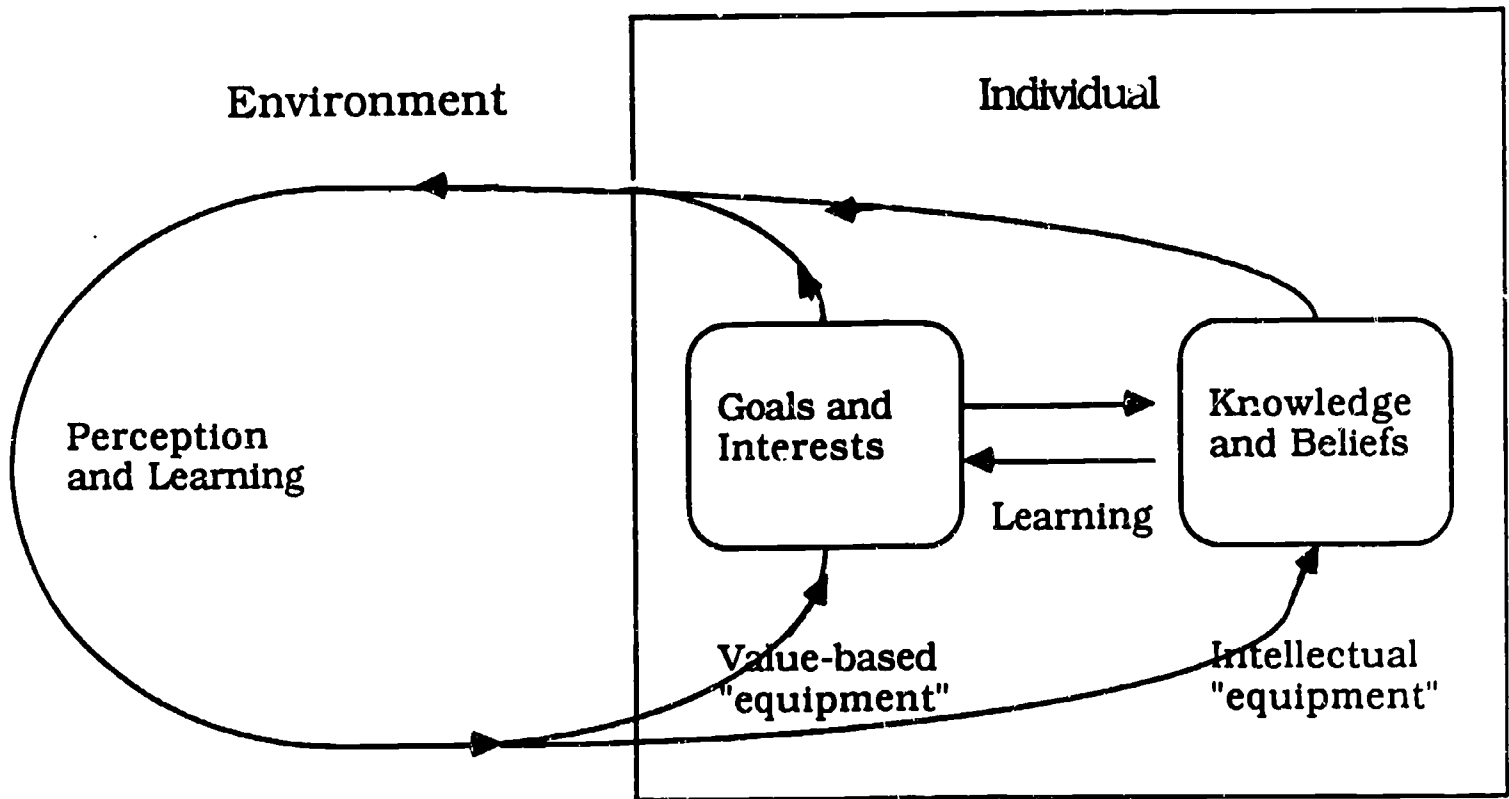 Environment
Individual
Perception
and Learning
Goals and
Interests
Knowledge
and Beliefs
Learning
Value-based
"equipment"
Intellectual
"equipment"